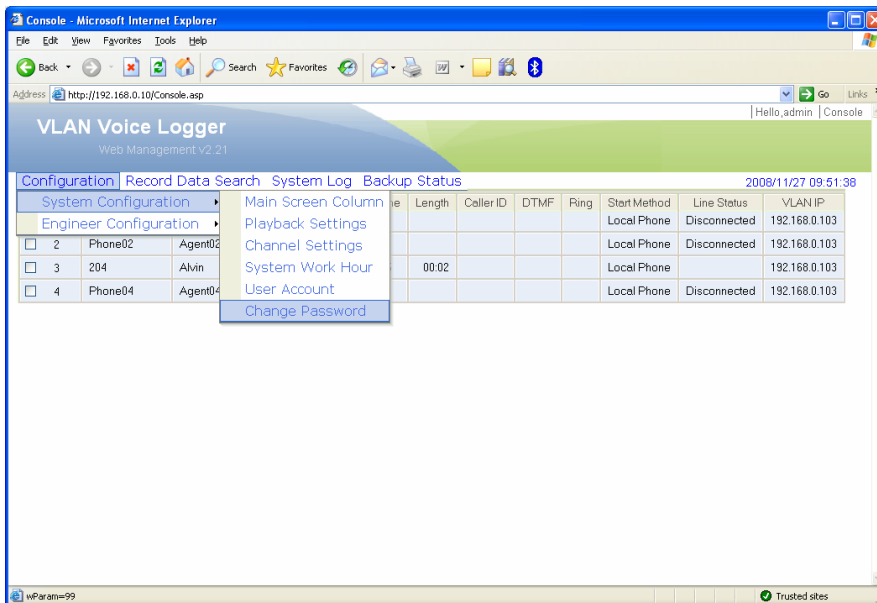 Console - Microsoft Internet Explorer
File Edit View Favorites Tools Help
Back Search Favorites
Address http://192.168.0.10/Console.asp Go Links
Hello,admin | Console
VLAN Voice Logger
Web Management v2.21
Configuration Record Data Search System Log Backup Status 2008/11/27 09:51:38
System Configuration Main Screen Column Length Caller ID DTMF Ring Start Method Line Status VLAN IP
Engineer Configuration Playback Settings Local Phone Disconnected 192.168.0.103
2 Phone02 Agent02 Channel Settings Local Phone Disconnected 192.168.0.103
3 204 Alvin System Work Hour 00:02 Local Phone 192.168.0.103
4 Phone04 Agent04 User Account Local Phone Disconnected 192.168.0.103
Change Password
wParam=99 Trusted sites